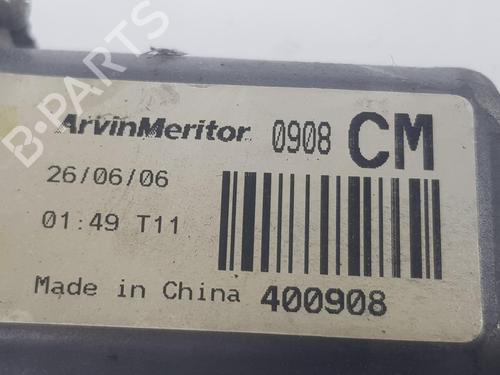 B-PARTS
ArvinMeritor 0908 CM
26/06/06
01:49 T11
Made in China 400908